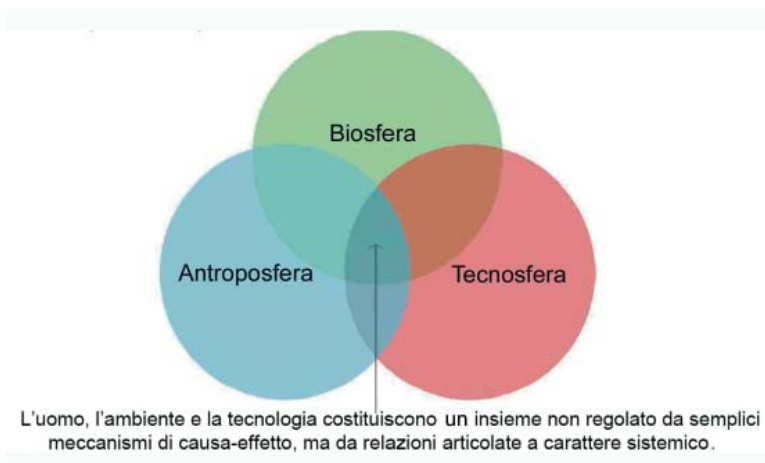 Biosfera
Antroposfera
Tecnosfera
L'uomo, l'ambiente e la tecnologia costituiscono un insieme non regolato da semplici
meccanismi di causa-effetto, ma da relazioni articolate a carattere sistemico.